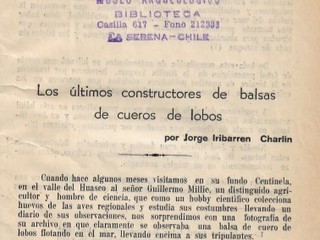 MUSEO ARQUEOLOGICO
BIBLIOTECA
Casilla 617 - Fono 212393
LA SERENA-CHILE
Los últimos constructores de balsas
de cueros de lobos
por Jorge Iribarren Charlin
Cuando hace algunos meses visitamos en su fundo Centinela,
en el valle del Huasco al señor Guillermo Millie, un distinguido agri-
cultor y hombre de ciencia, que como un hobby científico colecciona
huevos de las aves regionales y estudia sus costumbres llevando un
diario de sus observaciones, nos sorprendimos con una fotografía de
su archivo en que claramente se observaba una balsa de cuero de
lobos flotando en el mar, llevando encima a sus tripulantes.